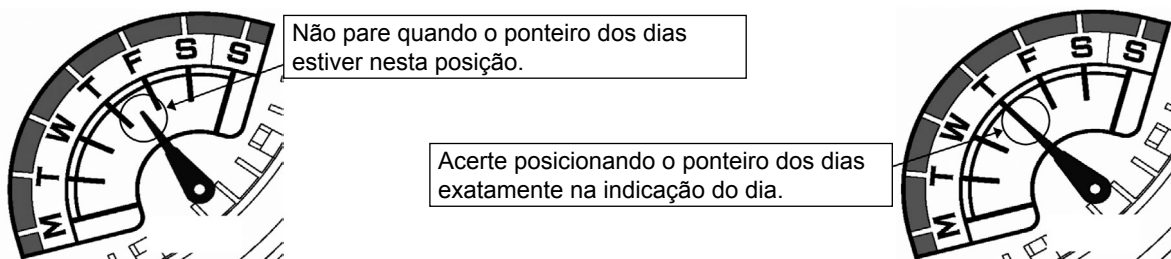 Não pare quando o ponteiro dos dias
estiver nesta posição.
Acerte posicionando o ponteiro dos dias
exatamente na indicação do dia.
M T W T F S S
M T W T F S S